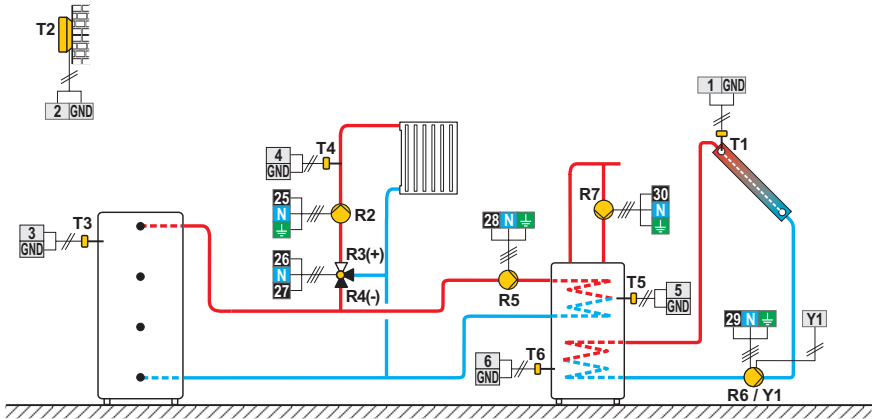 T2
2 GND
1 GND
T1
4
GND
T4
25
N
R2
R7
30
N
3
GND
T3
28 N
26
N
27
R3(+)
R4(-)
R5
T5
5
GND
6
GND
T6
29 N
Y1
R6 / Y1